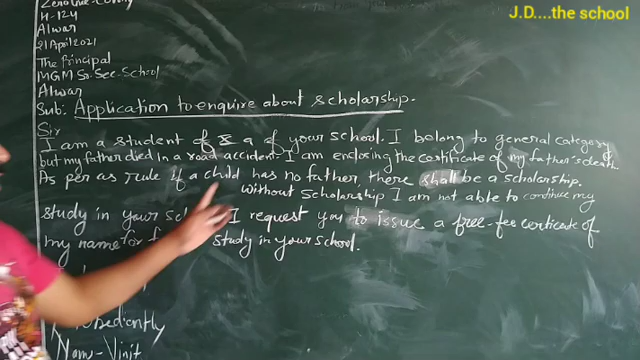 J.D....the school
H-124
Alwar
21 April 2021
The Principal
MGM Sr. Sec. School
Alwar
Sub: Application to enquire about scholarship.
Sir
I am a student of X a of your school. I belong to general category
but my father died in a road accident. I am enclosing the certificate of my father's death
As per as rule if a child has no father, there shall be a scholarship.
without scholarship I am not able to continue my
study in your I request you to issue a free-fee certicate of
my name for study in your school.
Obediently
Name - Vinit